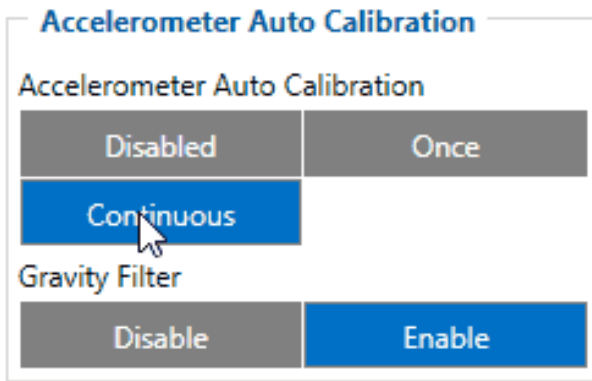 Accelerometer Auto Calibration
Accelerometer Auto Calibration
Disabled Once
Continuous
Gravity Filter
Disable Enable